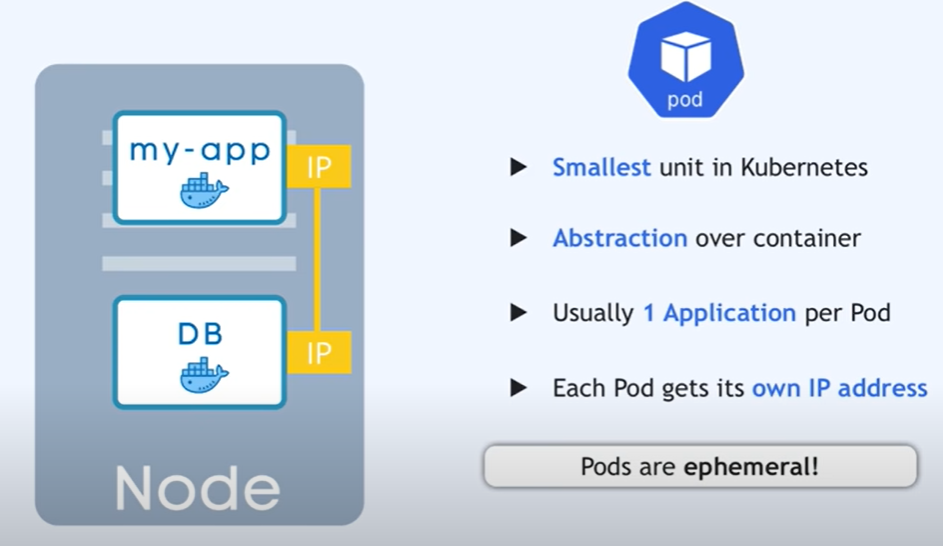 my-app
IP
DB
IP
Node
pod
Smallest unit in Kubernetes
Abstraction over container
Usually 1 Application per Pod
Each Pod gets its own IP address
Pods are ephemeral!